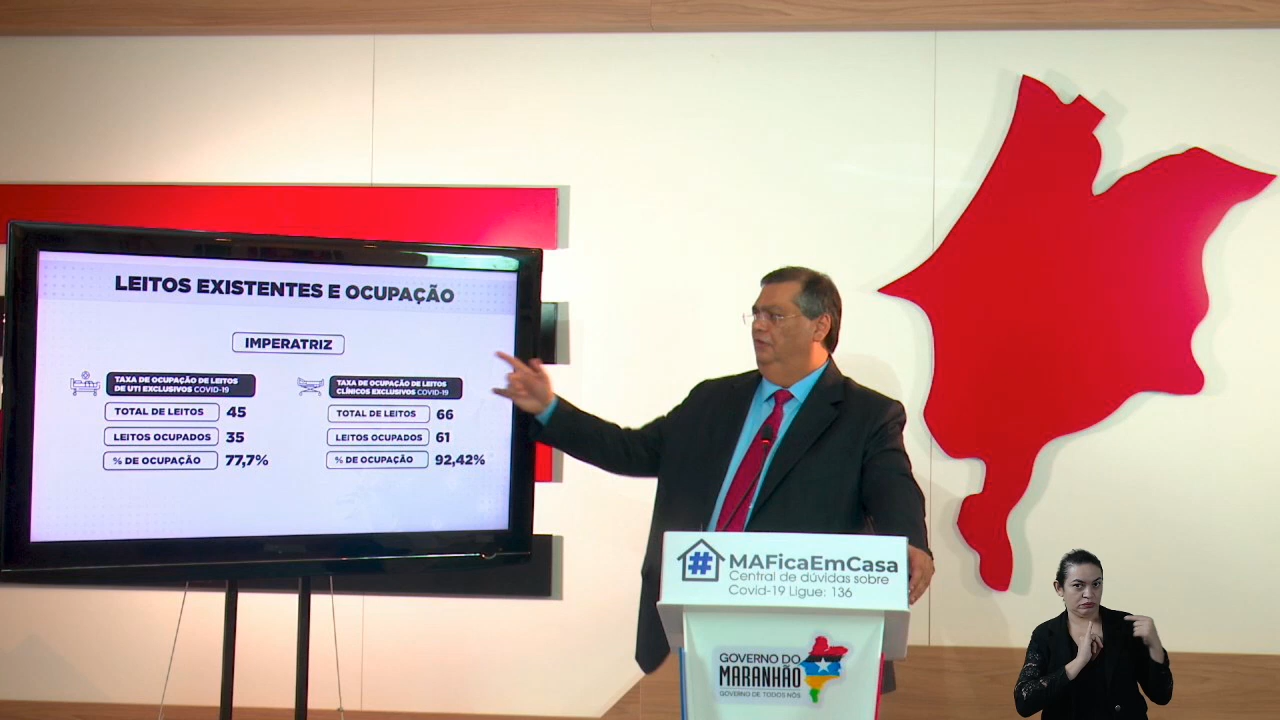 LEITOS EXISTENTES E OCUPAÇÃO
IMPERATRIZ
TAXA DE OCUPAÇÃO DE LEITOS
DE UTI EXCLUSIVOS COVID-19
TOTAL DE LEITOS 45
LEITOS OCUPADOS 35
% DE OCUPAÇÃO 77,7%
TAXA DE OCUPAÇÃO DE LEITOS
CLÍNICOS EXCLUSIVOS COVID-19
TOTAL DE LEITOS 66
LEITOS OCUPADOS 61
% DE OCUPAÇÃO 92,42%
#MAFicaEmCasa
Central de dúvidas sobre
Covid-19 Ligue: 136
GOVERNO DO
MARANHÃO
GOVERNO DE TODOS NÓS